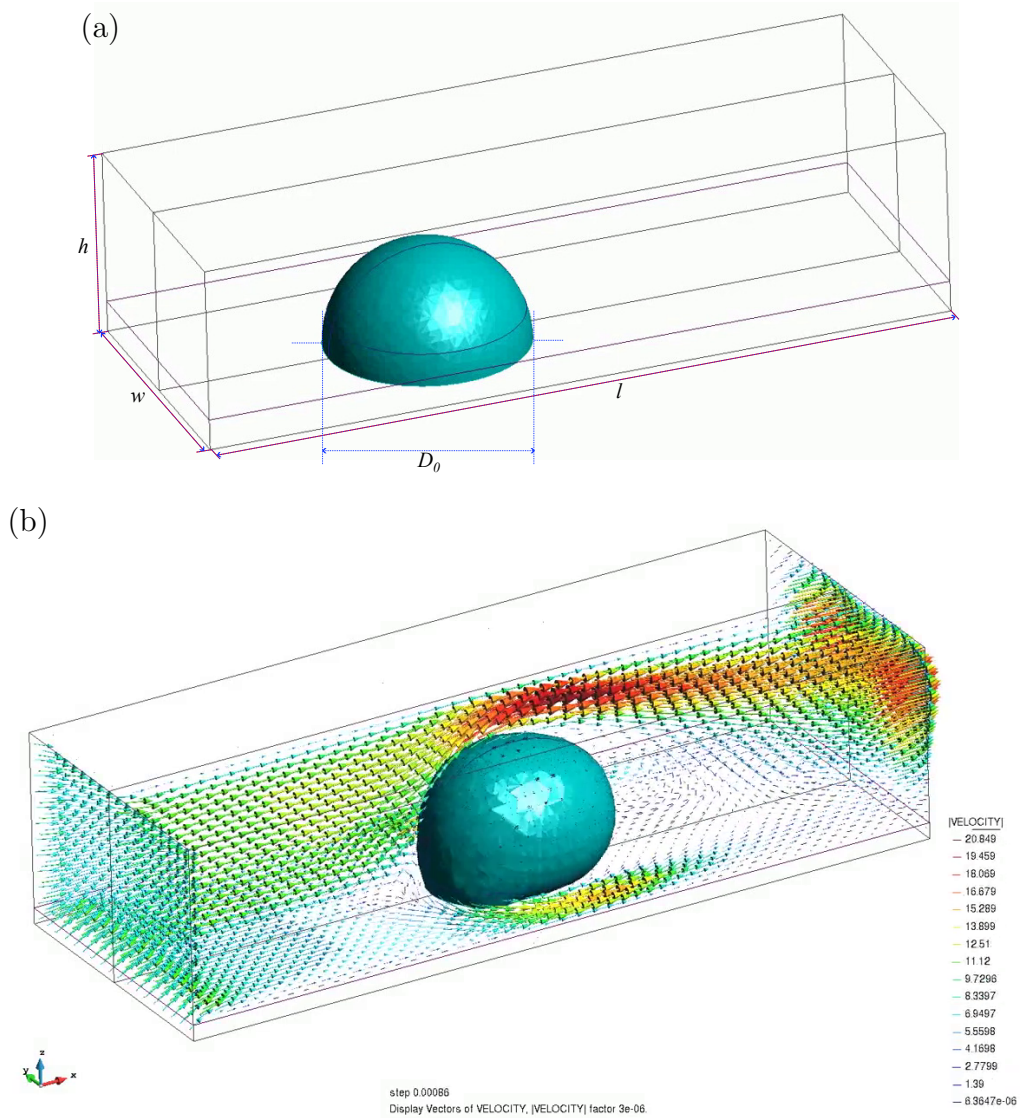 (a)
h
w
l
D₀
(b)
|VELOCITY|
20.849
19.459
18.069
16.679
15.289
13.899
12.51
11.12
9.7296
8.3397
6.9497
5.5598
4.1698
2.7799
1.39
6.3647e-06
z
y
x
step 0.00086
Display Vectors of VELOCITY, |VELOCITY| factor 3e-06.